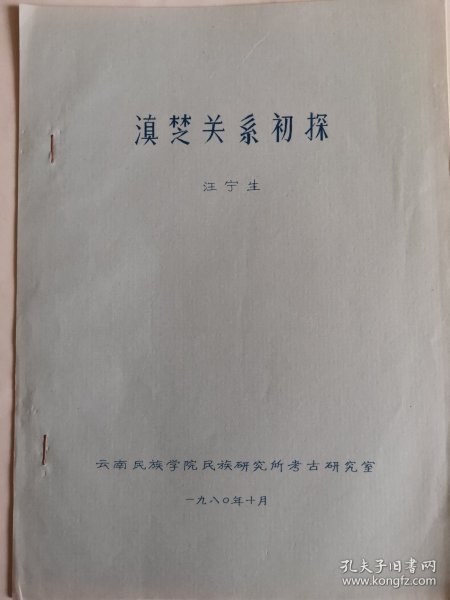 滇楚关系初探
汪宁生
云南民族学院民族研究所考古研究室
一九八〇年十月
孔夫子旧书网
www.kongfz.com